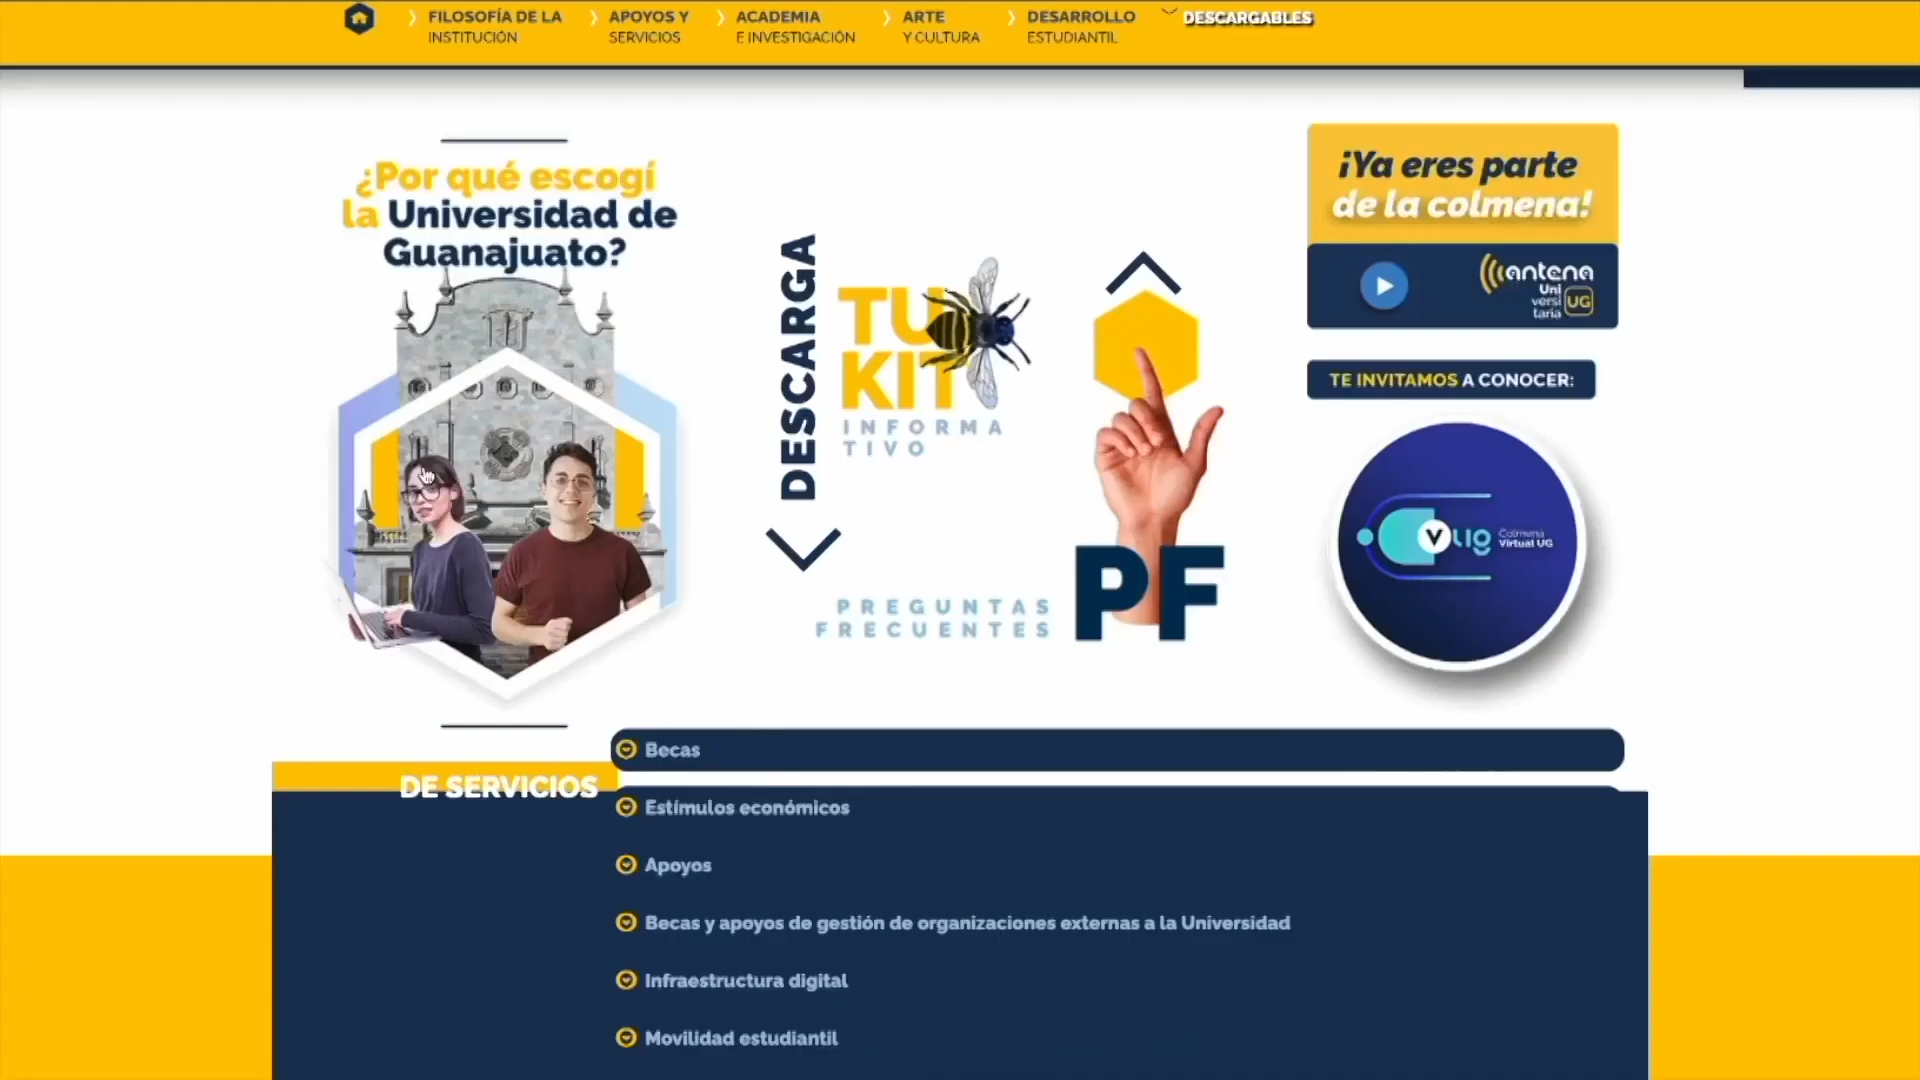 FILOSOFÍA DE LA
INSTITUCIÓN
APOYOS Y
SERVICIOS
ACADEMIA
E INVESTIGACIÓN
ARTE
Y CULTURA
DESARROLLO
ESTUDIANTIL
DESCARGABLES
¿Por qué escogí
la Universidad de
Guanajuato?
DESCARGA
TU
KIT
INFORMA
TIVO
PREGUNTAS
FRECUENTES
PF
¡Ya eres parte
de la colmena!
antena
Uni
versi
taria
UG
TE INVITAMOS A CONOCER:
V UG
Colmena
Virtual UG
DE SERVICIOS
Becas
Estímulos económicos
Apoyos
Becas y apoyos de gestión de organizaciones externas a la Universidad
Infraestructura digital
Movilidad estudiantil